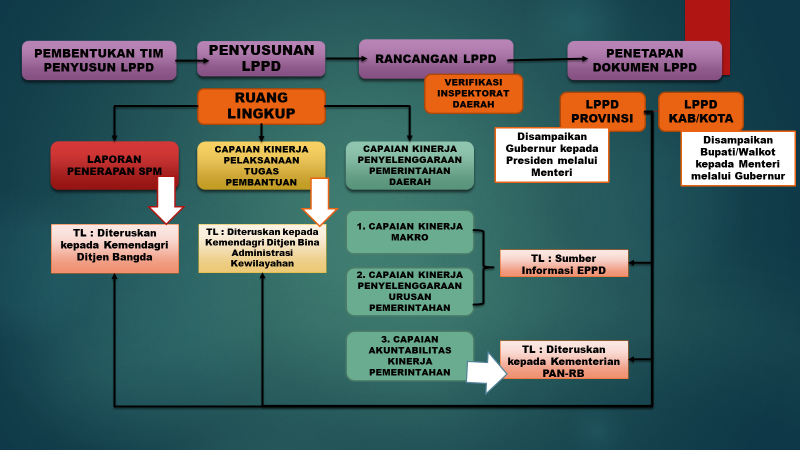 PEMBENTUKAN TIM
PENYUSUN LPPD
PENYUSUNAN
LPPD
RANCANGAN LPPD
PENETAPAN
DOKUMEN LPPD
VERIFIKASI
INSPEKTORAT
DAERAH
RUANG
LINGKUP
LPPD
PROVINSI
LPPD
KAB/KOTA
Disampaikan
Gubernur kepada
Presiden melalui
Menteri
Disampaikan
Bupati/Walkot
kepada Menteri
melalui Gubernur
LAPORAN
PENERAPAN SPM
CAPAIAN KINERJA
PELAKSANAAN
TUGAS
PEMBANTUAN
CAPAIAN KINERJA
PENYELENGGARAAN
PEMERINTAHAN
DAERAH
TL : Diteruskan
kepada Kemendagri
Ditjen Bangda
TL : Diteruskan kepada
Kemendagri Ditjen Bina
Administrasi
Kewilayahan
1. CAPAIAN KINERJA
MAKRO
2. CAPAIAN KINERJA
PENYELENGGARAAN
URUSAN
PEMERINTAHAN
TL : Sumber
Informasi EPPD
3. CAPAIAN
AKUNTABILITAS
KINERJA
PEMERINTAHAN
TL : Diteruskan
kepada Kementerian
PAN-RB